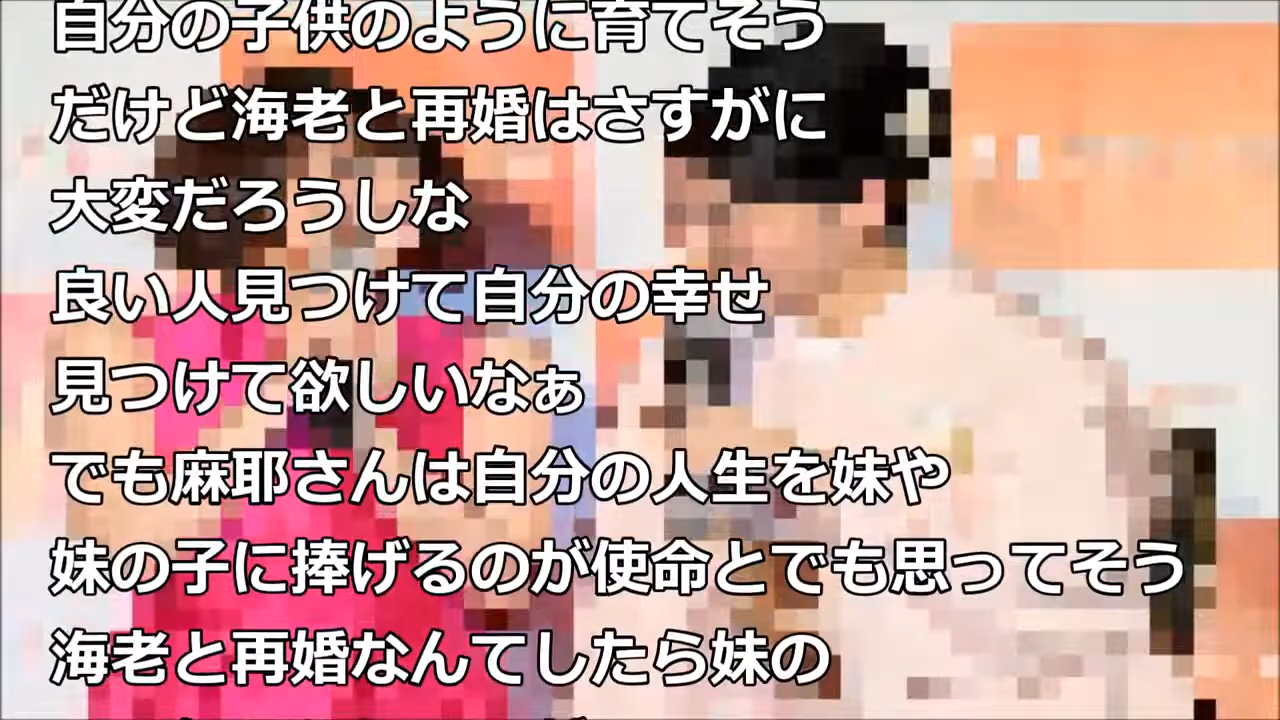 自分の子供のように育てそう
だけど海老と再婚はさすがに
大変だろうしな
良い人見つけて自分の幸せ
見つけて欲しいなぁ
でも麻耶さんは自分の人生を妹や
妹の子に捧げるのが使命とでも思ってそう
海老と再婚なんてしたら妹の